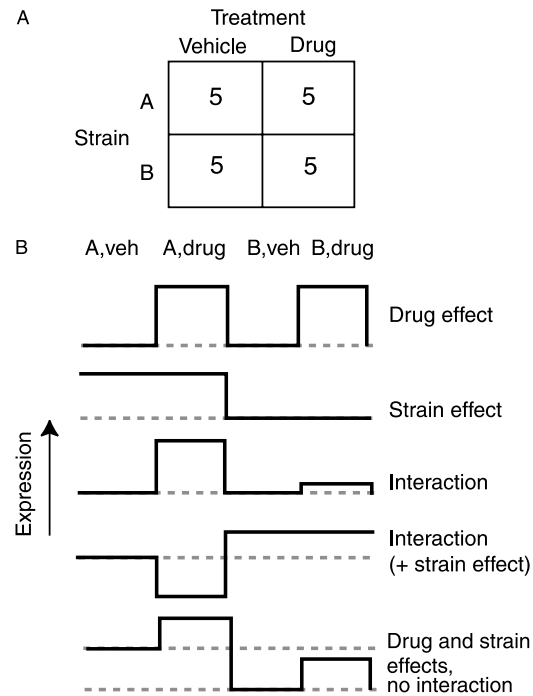 A
Treatment
Vehicle Drug
A 5 5
Strain
B 5 5
B
A,veh A,drug B,veh B,drug
Drug effect
Strain effect
Interaction
Interaction
(+ strain effect)
Drug and strain
effects,
no interaction
Expression